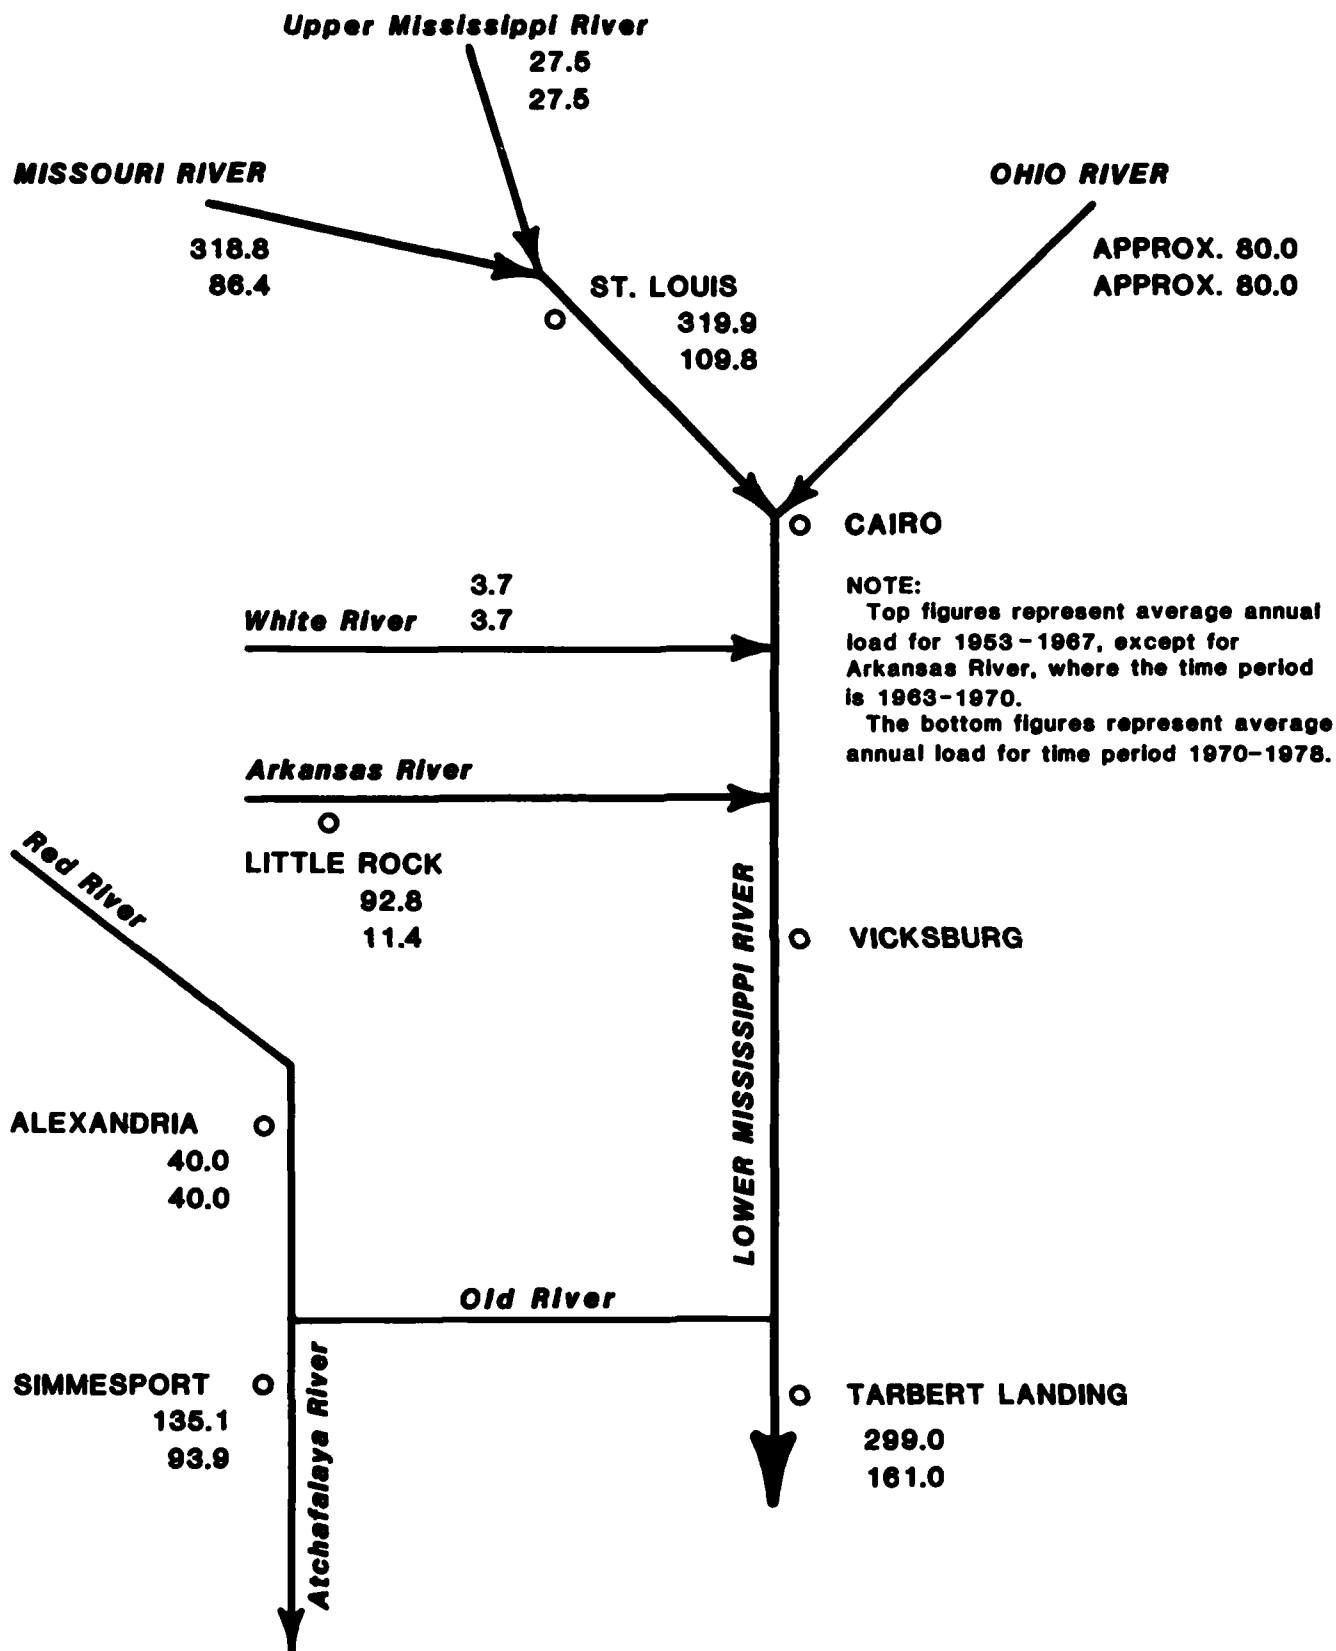 Upper Mississippi River
27.5
27.5
MISSOURI RIVER
318.8
86.4
OHIO RIVER
APPROX. 80.0
APPROX. 80.0
ST. LOUIS
319.9
109.8
CAIRO
3.7
White River 3.7
NOTE:
Top figures represent average annual
load for 1953-1967, except for
Arkansas River, where the time period
is 1963-1970.
The bottom figures represent average
annual load for time period 1970-1978.
Arkansas River
LITTLE ROCK
92.8
11.4
Red River
LOWER MISSISSIPPI RIVER
VICKSBURG
ALEXANDRIA
40.0
40.0
Old River
SIMMESPORT
135.1
93.9
Atchafalaya River
TARBERT LANDING
299.0
161.0